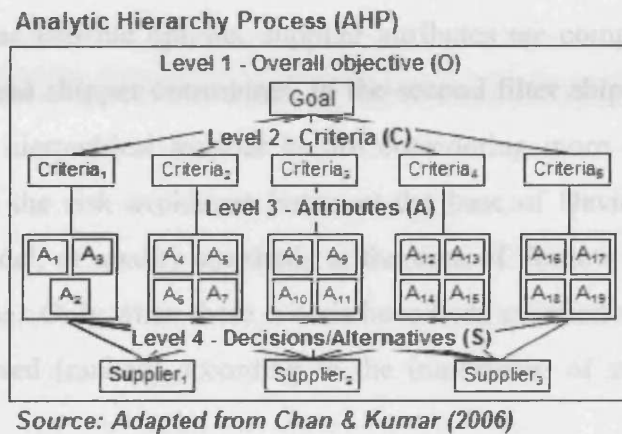 Analytic Hierarchy Process (AHP)
Level 1 - Overall objective (O)
Goal
Level 2 - Criteria (C)
Criteria₁ Criteria₂ Criteria₃ Criteria₄ Criteria₅
Level 3 - Attributes (A)
A₁ A₃ A₄ A₅ A₈ A₉ A₁₂ A₁₃ A₁₆ A₁₇
A₂ A₆ A₇ A₁₀ A₁₁ A₁₄ A₁₅ A₁₈ A₁₉
Level 4 - Decisions/Alternatives (S)
Supplier₁ Supplier₂ Supplier₃
Source: Adapted from Chan & Kumar (2006)